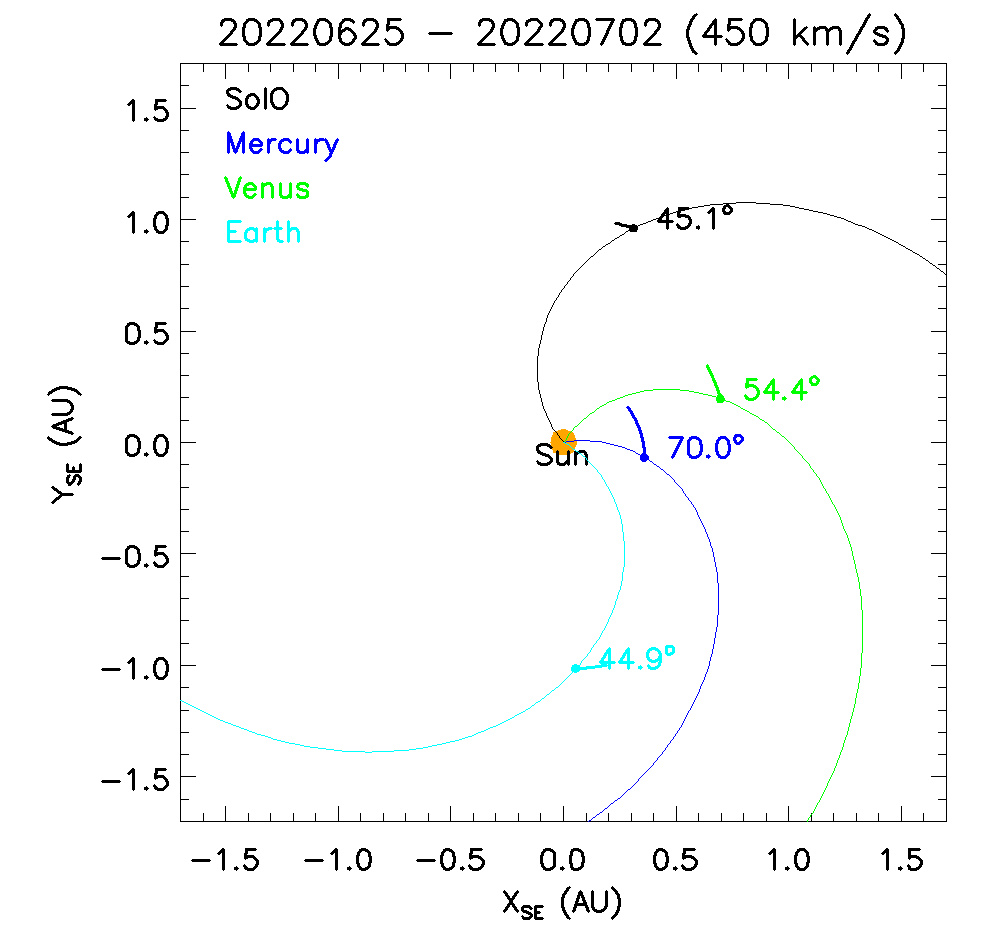 20220625 − 20220702 (450 km/s)
SolO
Mercury
Venus
Earth
1.5
1.0
0.5
0.0
−0.5
−1.0
−1.5
Y_SE (AU)
45.1°
54.4°
70.0°
Sun
44.9°
−1.5 −1.0 −0.5 0.0 0.5 1.0 1.5
X_SE (AU)